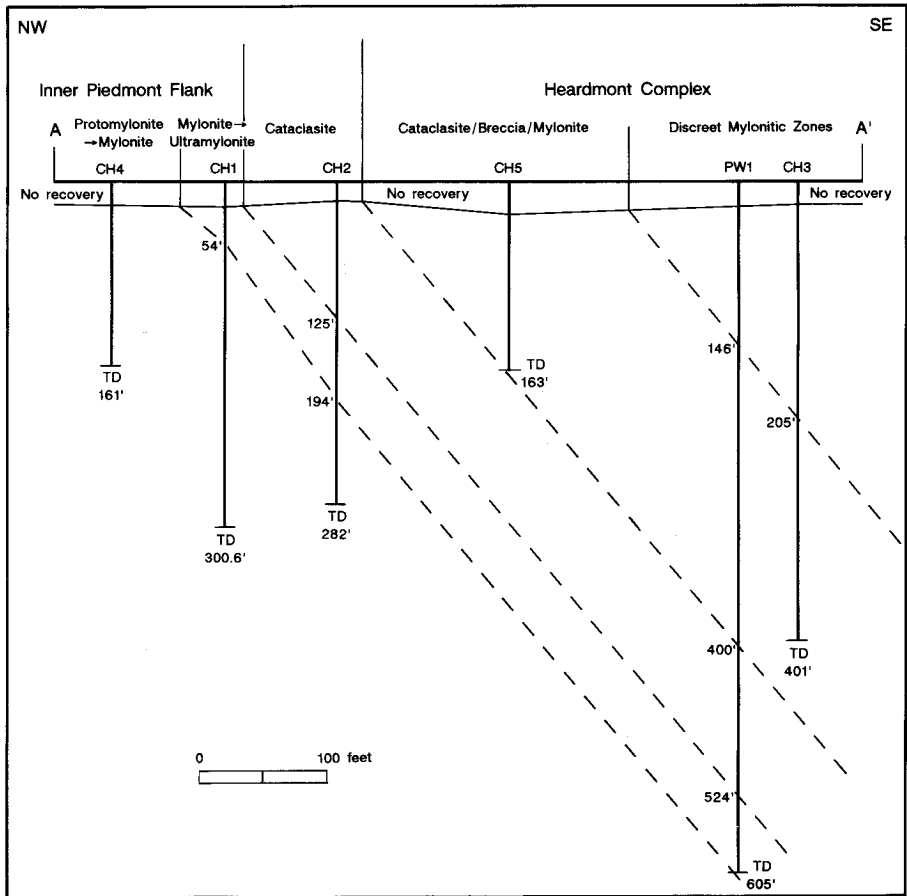 NW
SE
Inner Piedmont Flank
Heardmont Complex
A
Protomylonite
→Mylonite
Mylonite→
Ultramylonite
Cataclasite
Cataclasite/Breccia/Mylonite
Discreet Mylonitic Zones
A'
CH4
CH1
CH2
CH5
PW1
CH3
No recovery
No recovery
No recovery
54'
125'
146'
TD
161'
TD
163'
194'
205'
TD
282'
TD
300.6'
400'
TD
401'
0
100 feet
524'
TD
605'